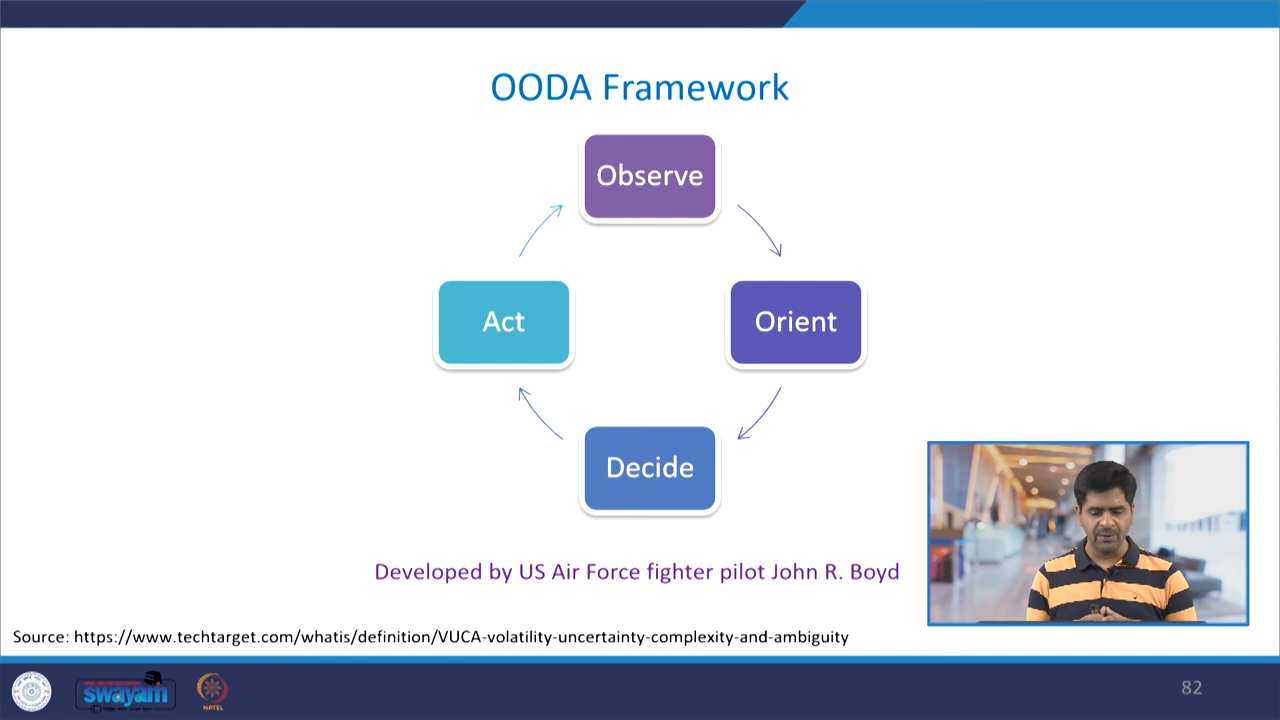 OODA Framework
Observe
Act
Orient
Decide
Developed by US Air Force fighter pilot John R. Boyd
Source: https://www.techtarget.com/whatis/definition/VUCA-volatility-uncertainty-complexity-and-ambiguity
swayam
NPTEL
82